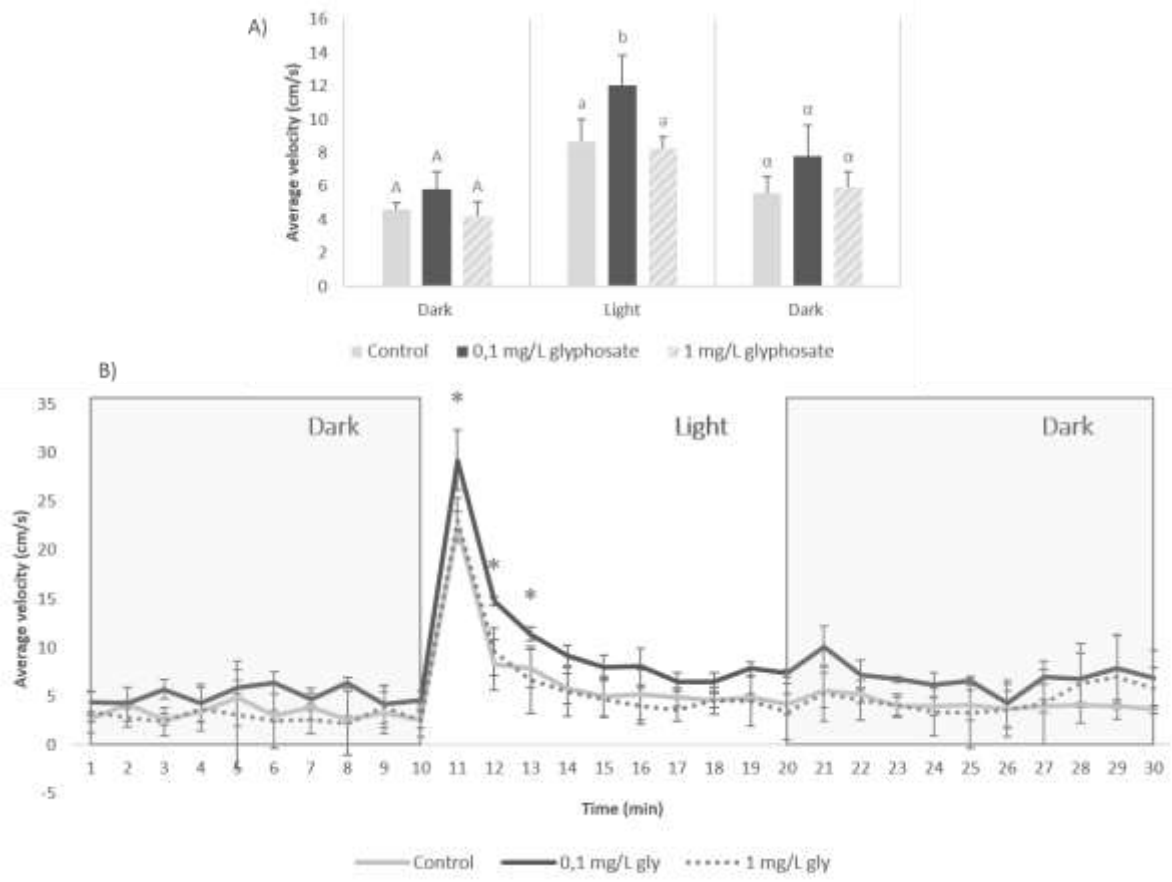 A)
Average velocity (cm/s)
16
14
12
10
8
6
4
2
0
A A A
a b a
α α α
Dark Light Dark
Control 0,1 mg/L glyphosate 1 mg/L glyphosate
B)
Average velocity (cm/s)
35
30
25
20
15
10
5
0
-5
Dark Light Dark
* * *
1 2 3 4 5 6 7 8 9 10 11 12 13 14 15 16 17 18 19 20 21 22 23 24 25 26 27 28 29 30
Time (min)
Control 0,1 mg/L gly 1 mg/L gly